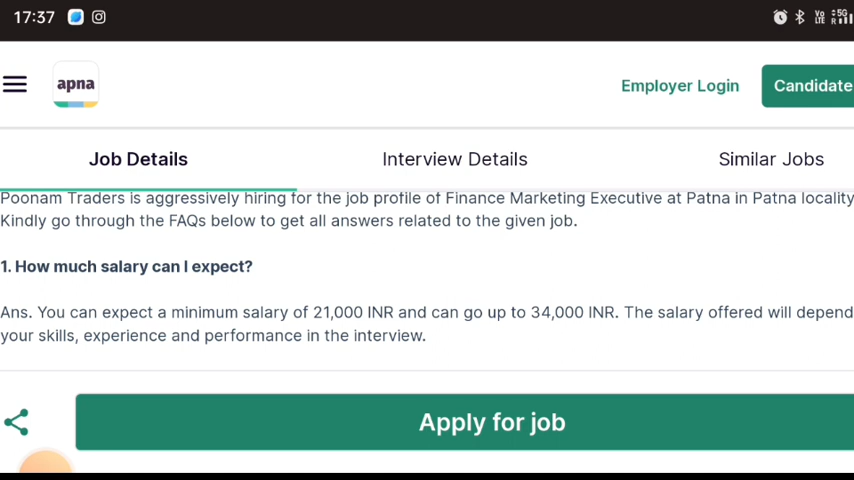 17:37
Vo LTE 5G R
apna
Employer Login
Candidate
Job Details
Interview Details
Similar Jobs
Poonam Traders is aggressively hiring for the job profile of Finance Marketing Executive at Patna in Patna locality
Kindly go through the FAQs below to get all answers related to the given job.
1. How much salary can I expect?
Ans. You can expect a minimum salary of 21,000 INR and can go up to 34,000 INR. The salary offered will depend
your skills, experience and performance in the interview.
Apply for job